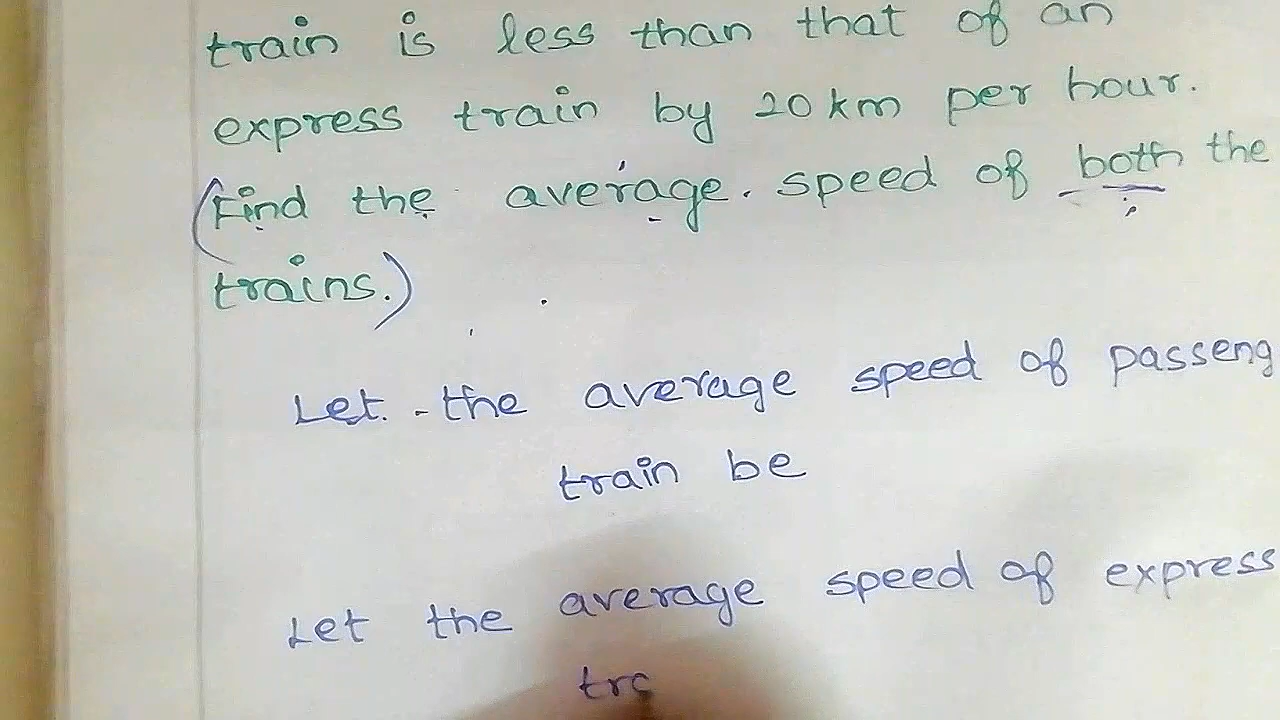 train is less than that of an
express train by 20 km per hour.
(Find the average. speed of both the
trains.)
Let. the average speed of passeng
train be
Let the average speed of express
tra